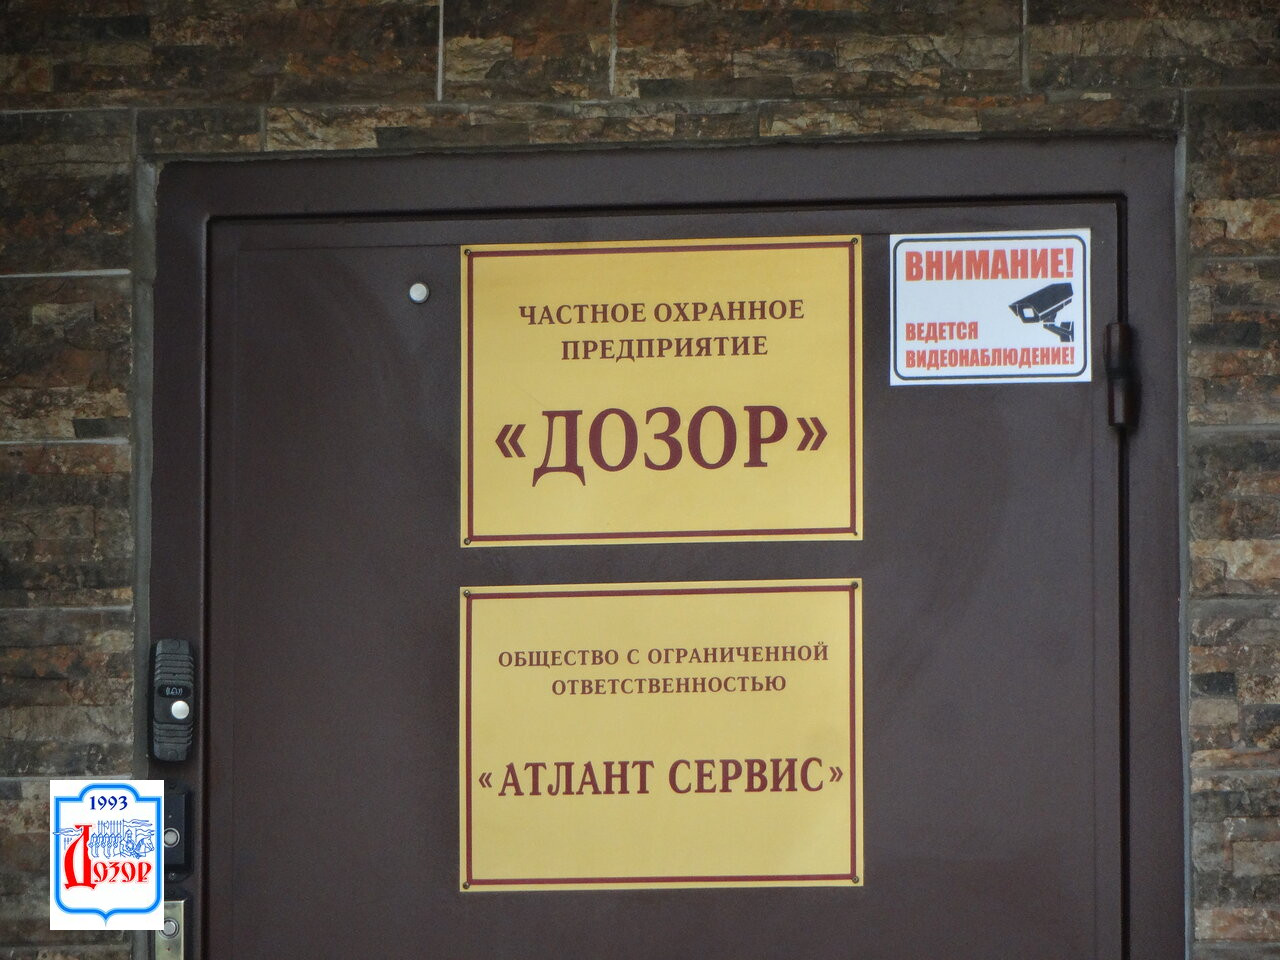 ЧАСТНОЕ ОХРАННОЕ
ПРЕДПРИЯТИЕ
«ДОЗОР»
ВНИМАНИЕ!
ВЕДЕТСЯ
ВИДЕОНАБЛЮДЕНИЕ!
ОБЩЕСТВО С ОГРАНИЧЕННОЙ
ОТВЕТСТВЕННОСТЬЮ
«АТЛАНТ СЕРВИС»
1993
ДОЗОР